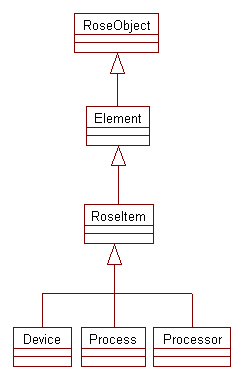 RoseObject
Element
RoseItem
Device
Process
Processor